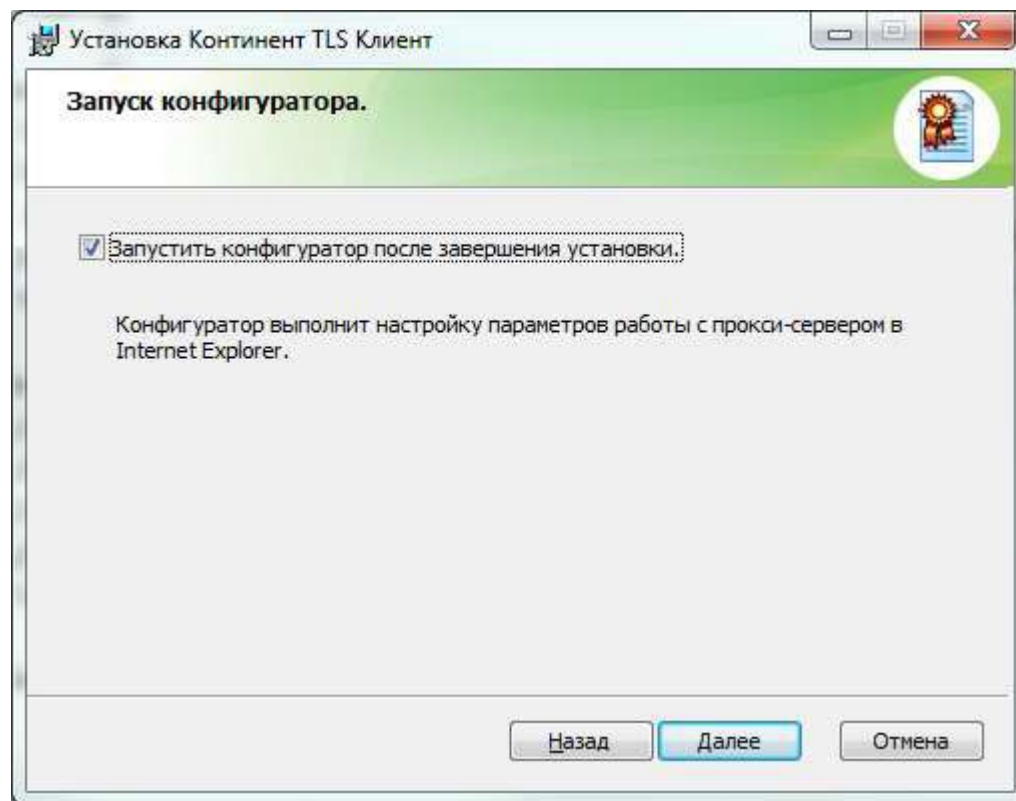 Установка Континент TLS Клиент
Запуск конфигуратора.
Запустить конфигуратор после завершения установки.
Конфигуратор выполнит настройку параметров работы с прокси-сервером в
Internet Explorer.
Назад
Далее
Отмена